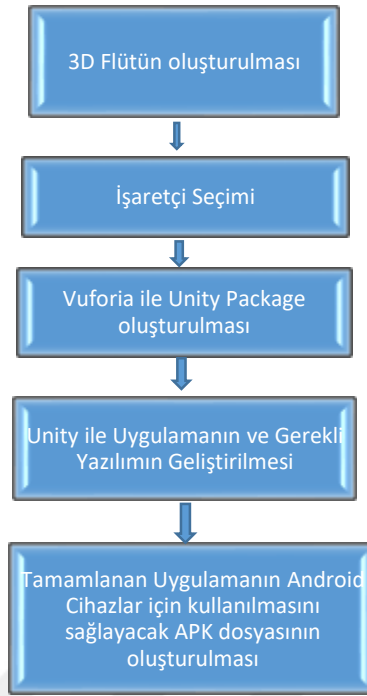 3D Flütün oluşturulması
İşaretçi Seçimi
Vuforia ile Unity Package
oluşturulması
Unity ile Uygulamanın ve Gerekli
Yazılımın Geliştirilmesi
Tamamlanan Uygulamanın Android
Cihazlar için kullanılmasını
sağlayacak APK dosyasının
oluşturulması